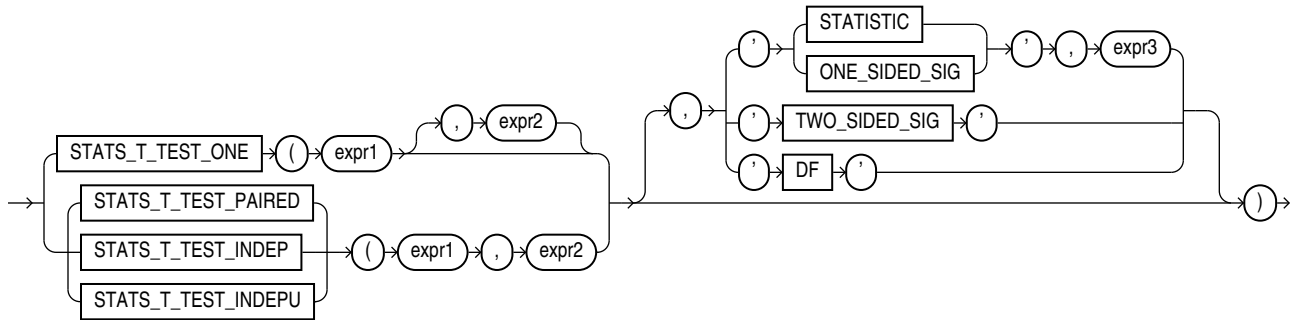 STATS_T_TEST_ONE ( expr1 , expr2
STATS_T_TEST_PAIRED
STATS_T_TEST_INDEP
STATS_T_TEST_INDEPU
( expr1 , expr2
,
' STATISTIC
ONE_SIDED_SIG
' , expr3
' TWO_SIDED_SIG '
' DF '
)